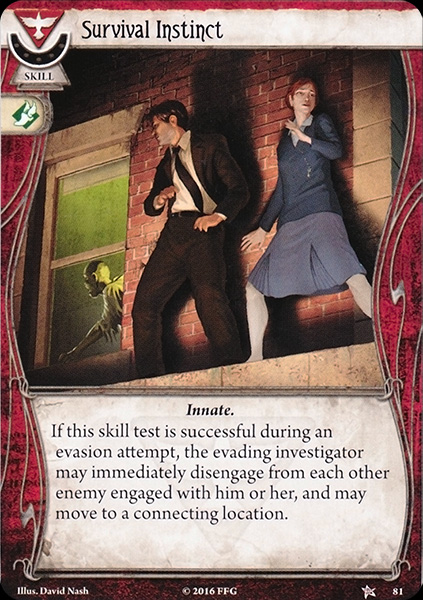 Survival Instinct
SKILL
Innate.
If this skill test is successful during an
evasion attempt, the evading investigator
may immediately disengage from each other
enemy engaged with him or her, and may
move to a connecting location.
Illus. David Nash
© 2016 FFG
81